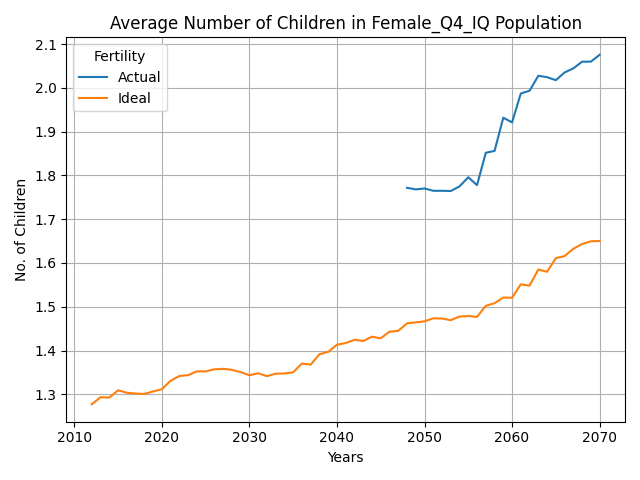 Average Number of Children in Female_Q4_IQ Population
Fertility
Actual
Ideal
No. of Children
2.1
2.0
1.9
1.8
1.7
1.6
1.5
1.4
1.3
2010 2020 2030 2040 2050 2060 2070
Years